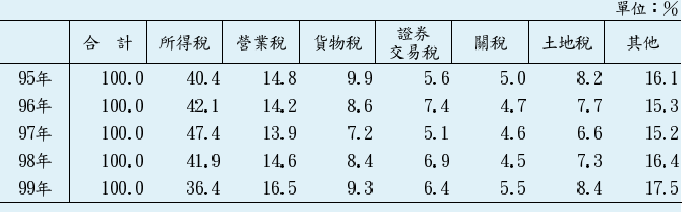 單位：％
合 計 所得稅 營業稅 貨物稅 證券交易稅 關稅 土地稅 其他
95年 100.0 40.4 14.8 9.9 5.6 5.0 8.2 16.1
96年 100.0 42.1 14.2 8.6 7.4 4.7 7.7 15.3
97年 100.0 47.4 13.9 7.2 5.1 4.6 6.6 15.2
98年 100.0 41.9 14.6 8.4 6.9 4.5 7.3 16.4
99年 100.0 36.4 16.5 9.3 6.4 5.5 8.4 17.5